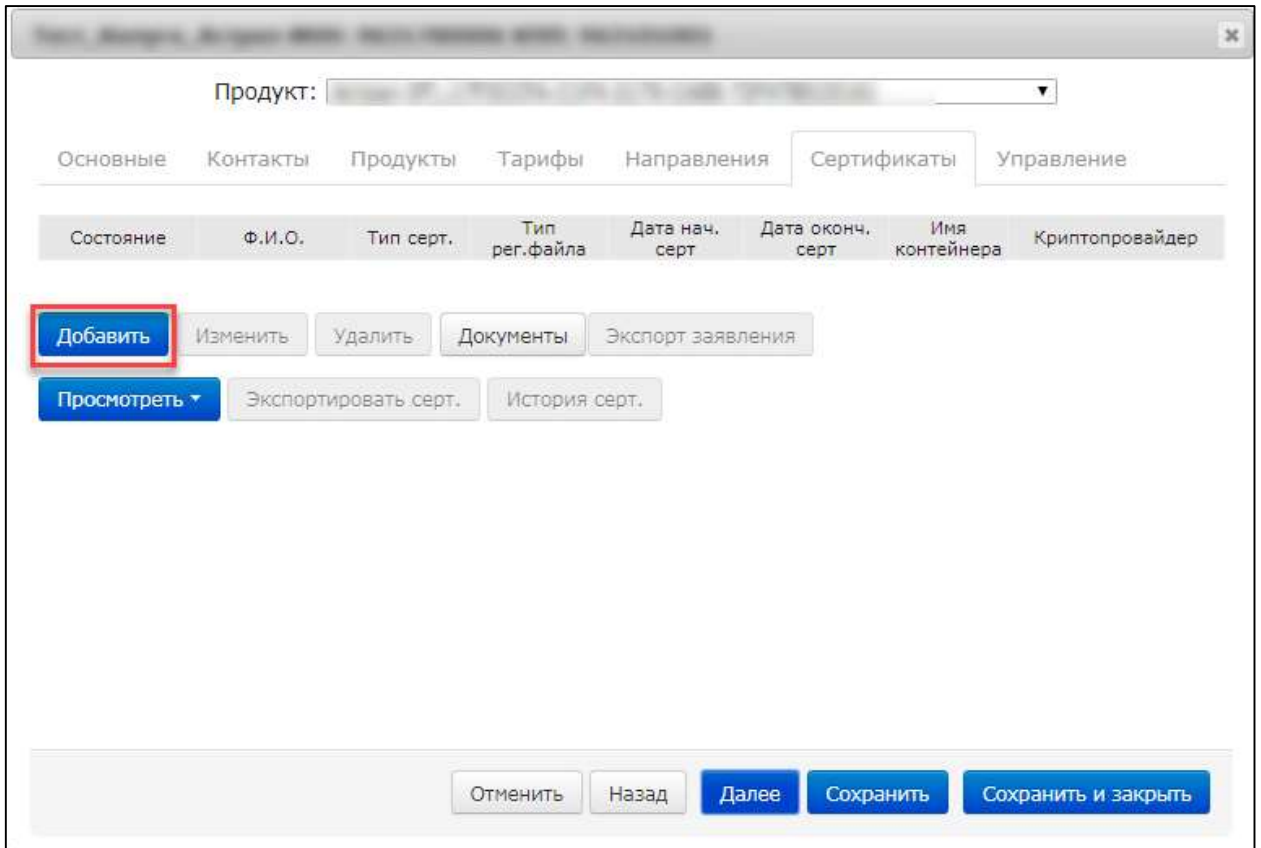 Продукт:
Основные Контакты Продукты Тарифы Направления Сертификаты Управление
Состояние Ф.И.О. Тип серт. Тип рег.файла Дата нач. серт Дата оконч. серт Имя контейнера Криптопровайдер
Добавить Изменить Удалить Документы Экспорт заявления
Просмотреть Экспортировать серт. История серт.
Отменить Назад Далее Сохранить Сохранить и закрыть